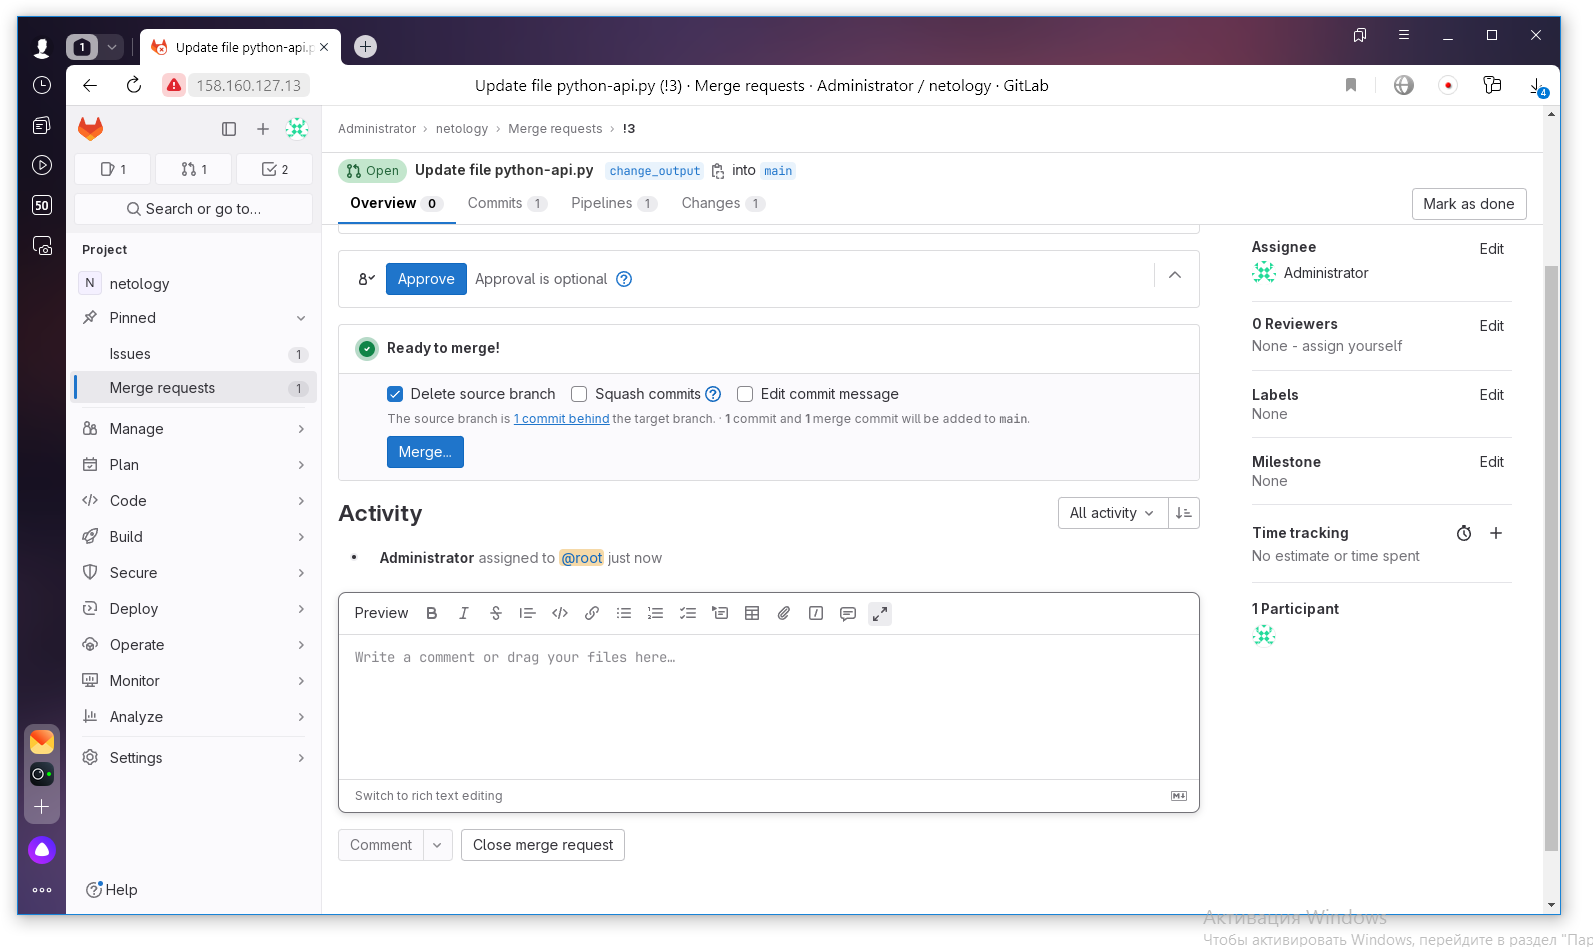 1
Update file python-api.p
158.160.127.13
Update file python-api.py (!3) · Merge requests · Administrator / netology · GitLab
4
50
1
1
2
Search or go to…
Project
N netology
Pinned
Issues 1
Merge requests 1
Manage
Plan
Code
Build
Secure
Deploy
Operate
Monitor
Analyze
Settings
Help
Administrator › netology › Merge requests › !3
Open Update file python-api.py change_output into main
Overview 0 Commits 1 Pipelines 1 Changes 1
Mark as done
Approve Approval is optional
Ready to merge!
Delete source branch Squash commits Edit commit message
The source branch is 1 commit behind the target branch. · 1 commit and 1 merge commit will be added to main.
Merge...
Activity
All activity
• Administrator assigned to @root just now
Preview
Write a comment or drag your files here…
Switch to rich text editing
Comment
Close merge request
Assignee Edit
Administrator
0 Reviewers Edit
None - assign yourself
Labels Edit
None
Milestone Edit
None
Time tracking
No estimate or time spent
1 Participant
Активация Windows
Чтобы активировать Windows, перейдите в раздел "Пар